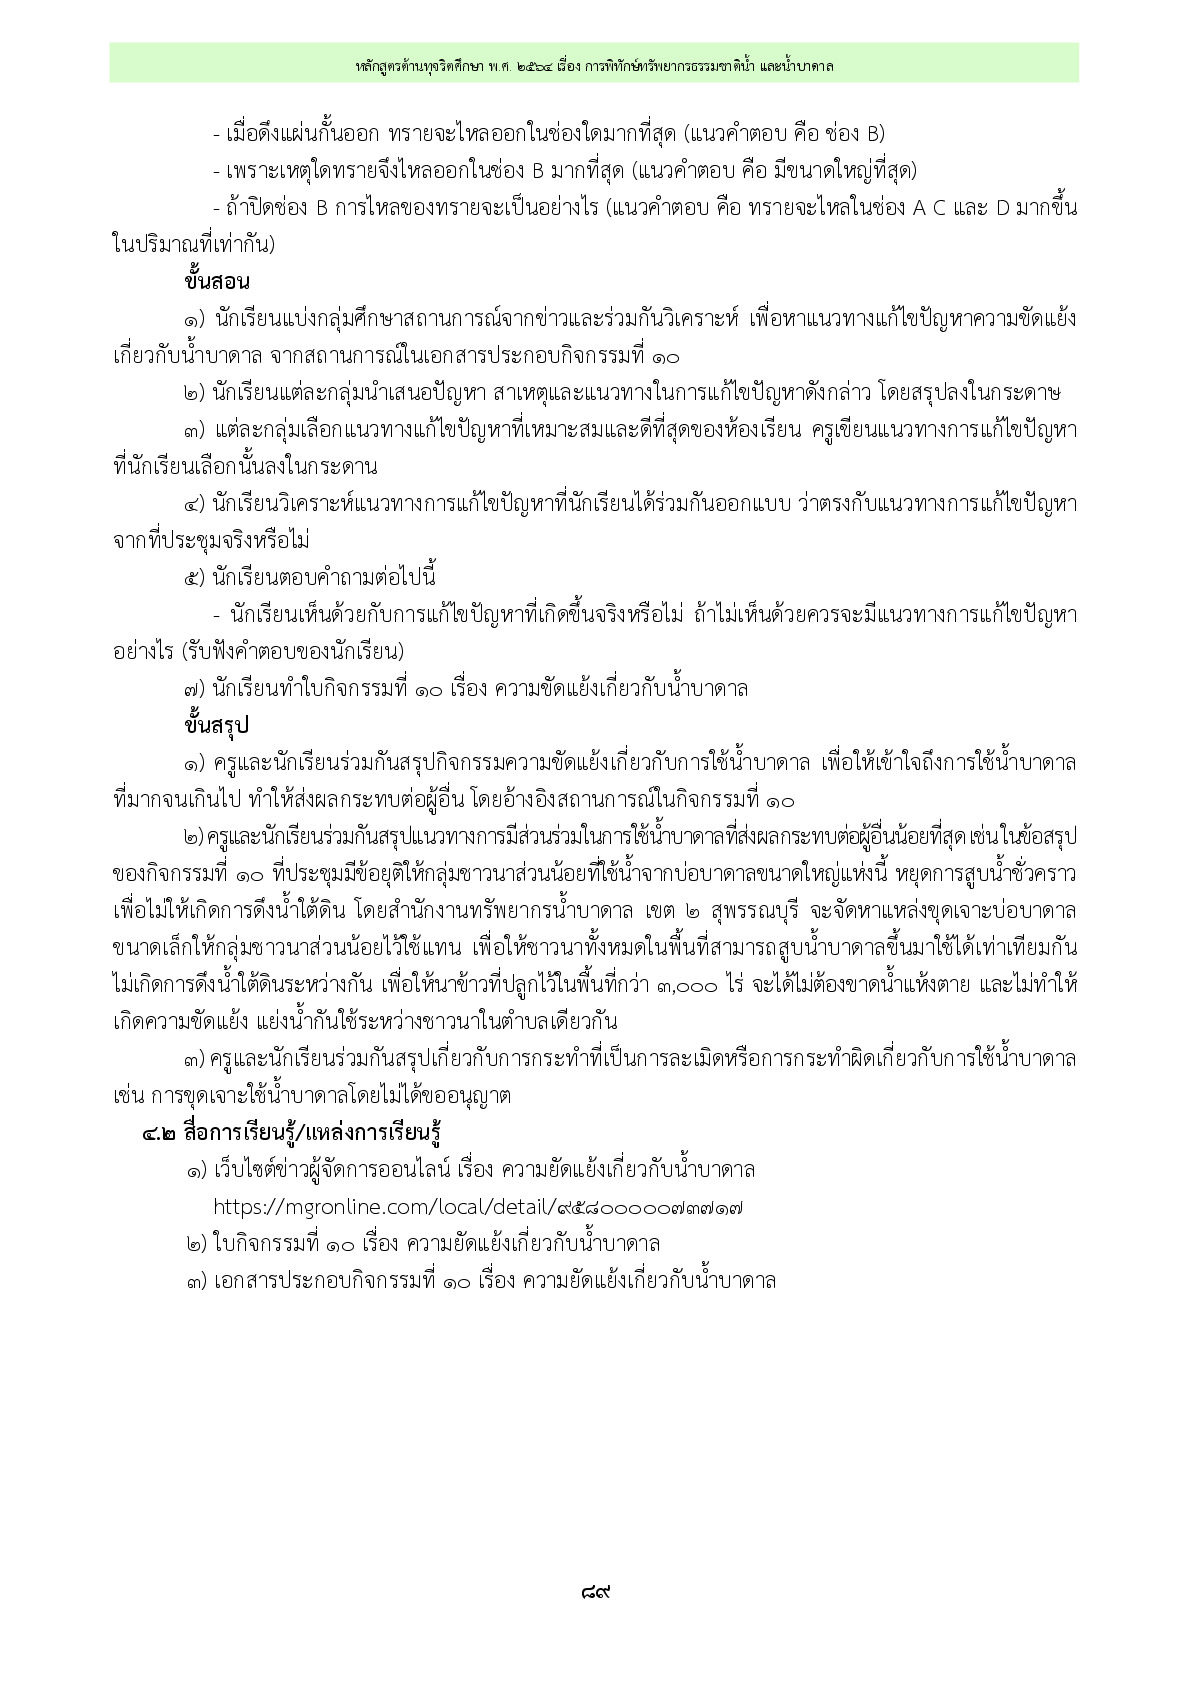 หลักสูตรต้านทุจริตศึกษา พ.ศ. ๒๕๖๔ เรื่อง การพิทักษ์ทรัพยากรธรรมชาติน้ำ และน้ำบาดาล
- เมื่อดึงแผ่นกั้นออก ทรายจะไหลออกในช่องใดมากที่สุด (แนวคำตอบ คือ ช่อง B)
- เพราะเหตุใดทรายจึงไหลออกในช่อง B มากที่สุด (แนวคำตอบ คือ มีขนาดใหญ่ที่สุด)
- ถ้าปิดช่อง B การไหลของทรายจะเป็นอย่างไร (แนวคำตอบ คือ ทรายจะไหลในช่อง A C และ D มากขึ้น
ในปริมาณที่เท่ากัน)
ขั้นสอน
๑) นักเรียนแบ่งกลุ่มศึกษาสถานการณ์จากข่าวและร่วมกันวิเคราะห์ เพื่อหาแนวทางแก้ไขปัญหาความขัดแย้ง
เกี่ยวกับน้ำบาดาล จากสถานการณ์ในเอกสารประกอบกิจกรรมที่ ๑๐
๒) นักเรียนแต่ละกลุ่มนำเสนอปัญหา สาเหตุและแนวทางในการแก้ไขปัญหาดังกล่าว โดยสรุปลงในกระดาษ
๓) แต่ละกลุ่มเลือกแนวทางแก้ไขปัญหาที่เหมาะสมและดีที่สุดของห้องเรียน ครูเขียนแนวทางการแก้ไขปัญหา
ที่นักเรียนเลือกนั้นลงในกระดาน
๔) นักเรียนวิเคราะห์แนวทางการแก้ไขปัญหาที่นักเรียนได้ร่วมกันออกแบบ ว่าตรงกับแนวทางการแก้ไขปัญหา
จากที่ประชุมจริงหรือไม่
๕) นักเรียนตอบคำถามต่อไปนี้
- นักเรียนเห็นด้วยกับการแก้ไขปัญหาที่เกิดขึ้นจริงหรือไม่ ถ้าไม่เห็นด้วยควรจะมีแนวทางการแก้ไขปัญหา
อย่างไร (รับฟังคำตอบของนักเรียน)
๗) นักเรียนทำใบกิจกรรมที่ ๑๐ เรื่อง ความขัดแย้งเกี่ยวกับน้ำบาดาล
ขั้นสรุป
๑) ครูและนักเรียนร่วมกันสรุปกิจกรรมความขัดแย้งเกี่ยวกับการใช้น้ำบาดาล เพื่อให้เข้าใจถึงการใช้น้ำบาดาล
ที่มากจนเกินไป ทำให้ส่งผลกระทบต่อผู้อื่น โดยอ้างอิงสถานการณ์ในกิจกรรมที่ ๑๐
๒) ครูและนักเรียนร่วมกันสรุปแนวทางการมีส่วนร่วมในการใช้น้ำบาดาลที่ส่งผลกระทบต่อผู้อื่นน้อยที่สุด เช่น ในข้อสรุป
ของกิจกรรมที่ ๑๐ ที่ประชุมมีข้อยุติให้กลุ่มชาวนาส่วนน้อยที่ใช้น้ำจากบ่อบาดาลขนาดใหญ่แห่งนี้ หยุดการสูบน้ำชั่วคราว
เพื่อไม่ให้เกิดการดึงน้ำใต้ดิน โดยสำนักงานทรัพยากรน้ำบาดาล เขต ๒ สุพรรณบุรี จะจัดหาแหล่งขุดเจาะบ่อบาดาล
ขนาดเล็กให้กลุ่มชาวนาส่วนน้อยไว้ใช้แทน เพื่อให้ชาวนาทั้งหมดในพื้นที่สามารถสูบน้ำบาดาลขึ้นมาใช้ได้เท่าเทียมกัน
ไม่เกิดการดึงน้ำใต้ดินระหว่างกัน เพื่อให้นาข้าวที่ปลูกไว้ในพื้นที่กว่า ๓,๐๐๐ ไร่ จะได้ไม่ต้องขาดน้ำแห้งตาย และไม่ทำให้
เกิดความขัดแย้ง แย่งน้ำกันใช้ระหว่างชาวนาในตำบลเดียวกัน
๓) ครูและนักเรียนร่วมกันสรุปเกี่ยวกับการกระทำที่เป็นการละเมิดหรือการกระทำผิดเกี่ยวกับการใช้น้ำบาดาล
เช่น การขุดเจาะใช้น้ำบาดาลโดยไม่ได้ขออนุญาต
๔.๒ สื่อการเรียนรู้/แหล่งการเรียนรู้
๑) เว็บไซต์ข่าวผู้จัดการออนไลน์ เรื่อง ความยัดแย้งเกี่ยวกับน้ำบาดาล
https://mgronline.com/local/detail/๙๕๘๐๐๐๐๐๗๓๗๑๗
๒) ใบกิจกรรมที่ ๑๐ เรื่อง ความยัดแย้งเกี่ยวกับน้ำบาดาล
๓) เอกสารประกอบกิจกรรมที่ ๑๐ เรื่อง ความยัดแย้งเกี่ยวกับน้ำบาดาล
๘๙